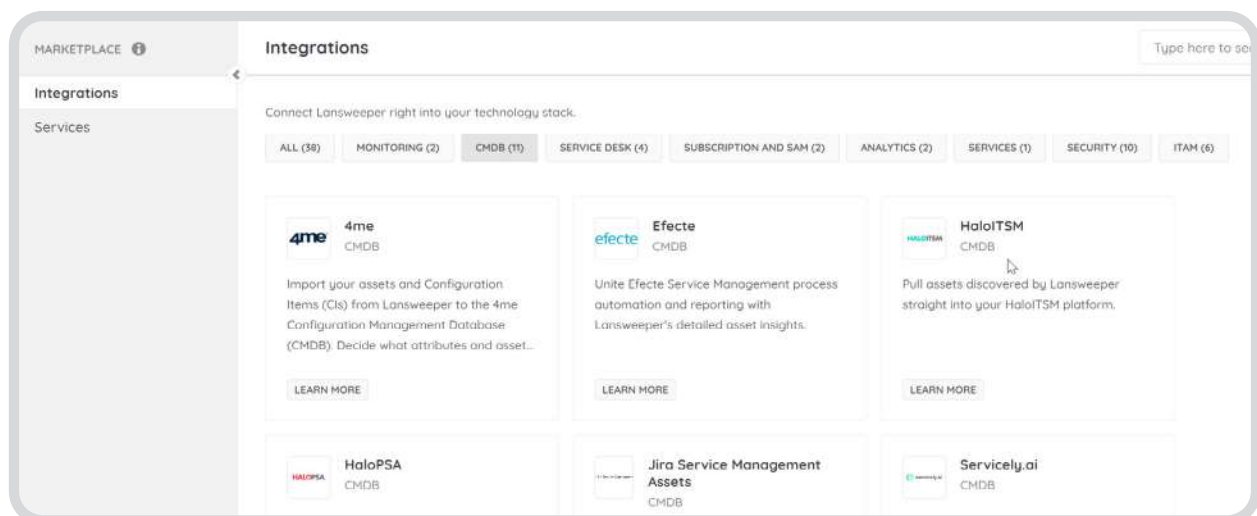 MARKETPLACE
Integrations
Services
Integrations
Type here to se
Connect Lansweeper right into your technology stack.
ALL (38)
MONITORING (2)
CMDB (11)
SERVICE DESK (4)
SUBSCRIPTION AND SAM (2)
ANALYTICS (2)
SERVICES (1)
SECURITY (10)
ITAM (6)
4me
4me
CMDB
Import your assets and Configuration
Items (CIs) from Lansweeper to the 4me
Configuration Management Database
(CMDB). Decide what attributes and asset...
LEARN MORE
efecte
Efecte
CMDB
Unite Efecte Service Management process
automation and reporting with
Lansweeper's detailed asset insights.
LEARN MORE
HALOITSM
HaloITSM
CMDB
Pull assets discovered by Lansweeper
straight into your HaloITSM platform.
LEARN MORE
HALOPSA
HaloPSA
CMDB
Jira Service Management
Assets
CMDB
Servicely.ai
CMDB